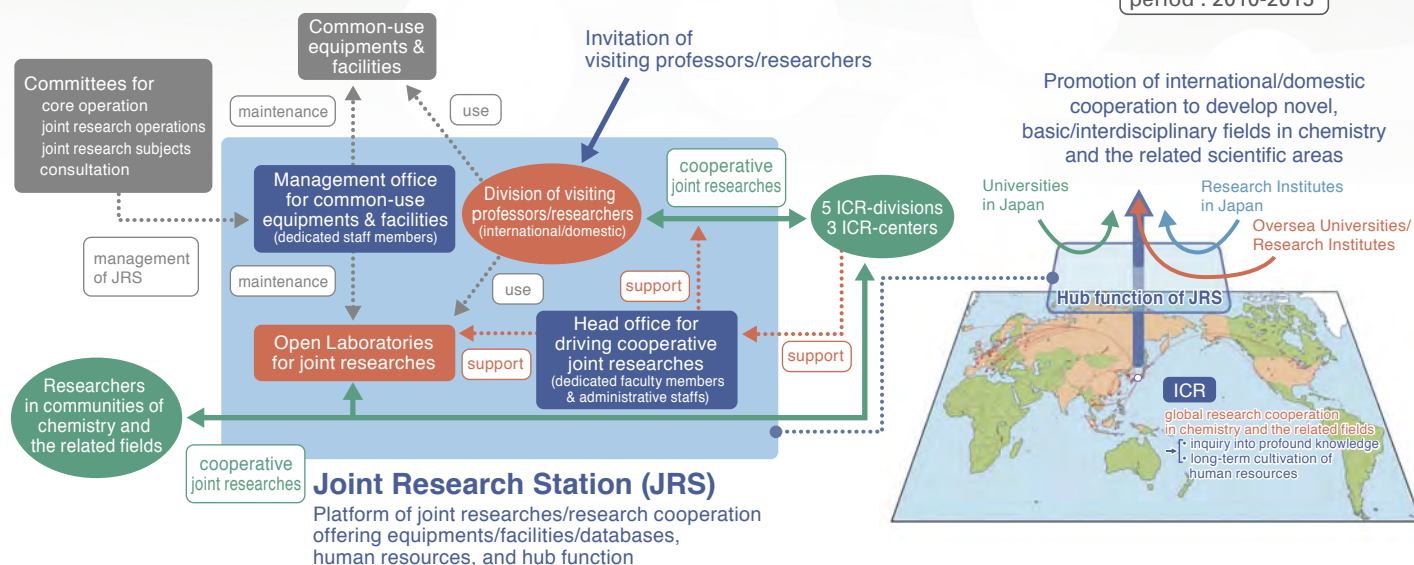 period : 2010-2015
Common-use
equipments &
facilities
Invitation of
visiting professors/researchers
Committees for
core operation
joint research operations
joint research subjects
consultation
maintenance
use
Promotion of international/domestic
cooperation to develop novel,
basic/interdisciplinary fields in chemistry
and the related scientific areas
Management office
for common-use
equipments & facilities
(dedicated staff members)
Division of visiting
professors/researchers
(international/domestic)
cooperative
joint researches
5 ICR-divisions
3 ICR-centers
Universities
in Japan
Research Institutes
in Japan
Oversea Universities/
Research Institutes
management
of JRS
maintenance
use
support
Hub function of JRS
Open Laboratories
for joint researches
support
Head office for
driving cooperative
joint researches
(dedicated faculty members
& administrative staffs)
support
Researchers
in communities of
chemistry and
the related fields
ICR
global research cooperation
in chemistry and the related fields
• inquiry into profound knowledge
• long-term cultivation of
human resources
cooperative
joint researches
Joint Research Station (JRS)
Platform of joint researches/research cooperation
offering equipments/facilities/databases,
human resources, and hub function